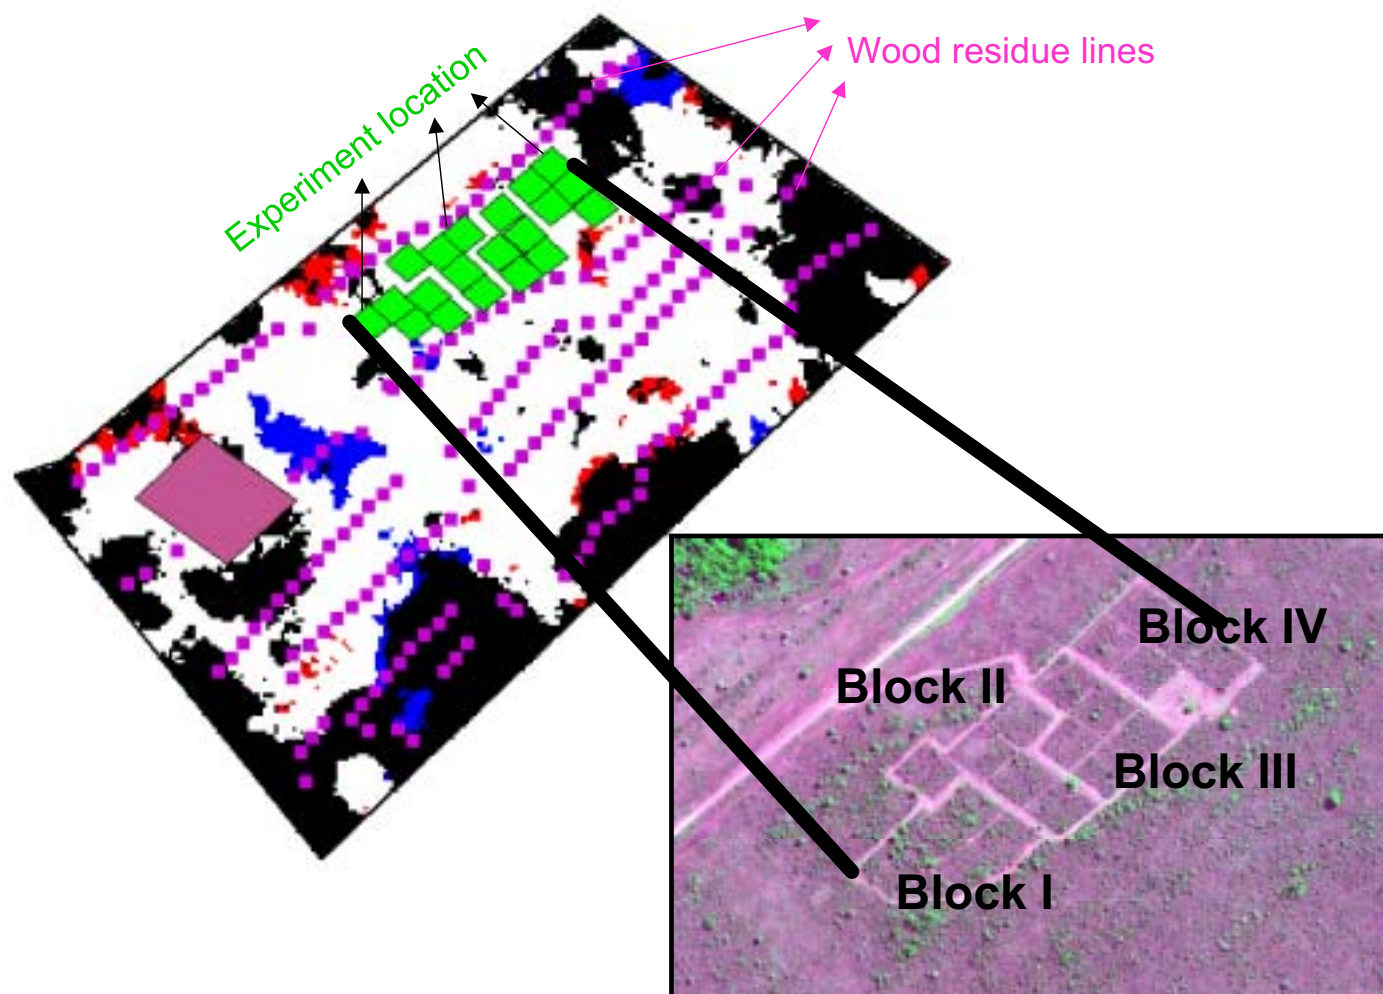 Wood residue lines
Experiment location
Block IV
Block II
Block III
Block I